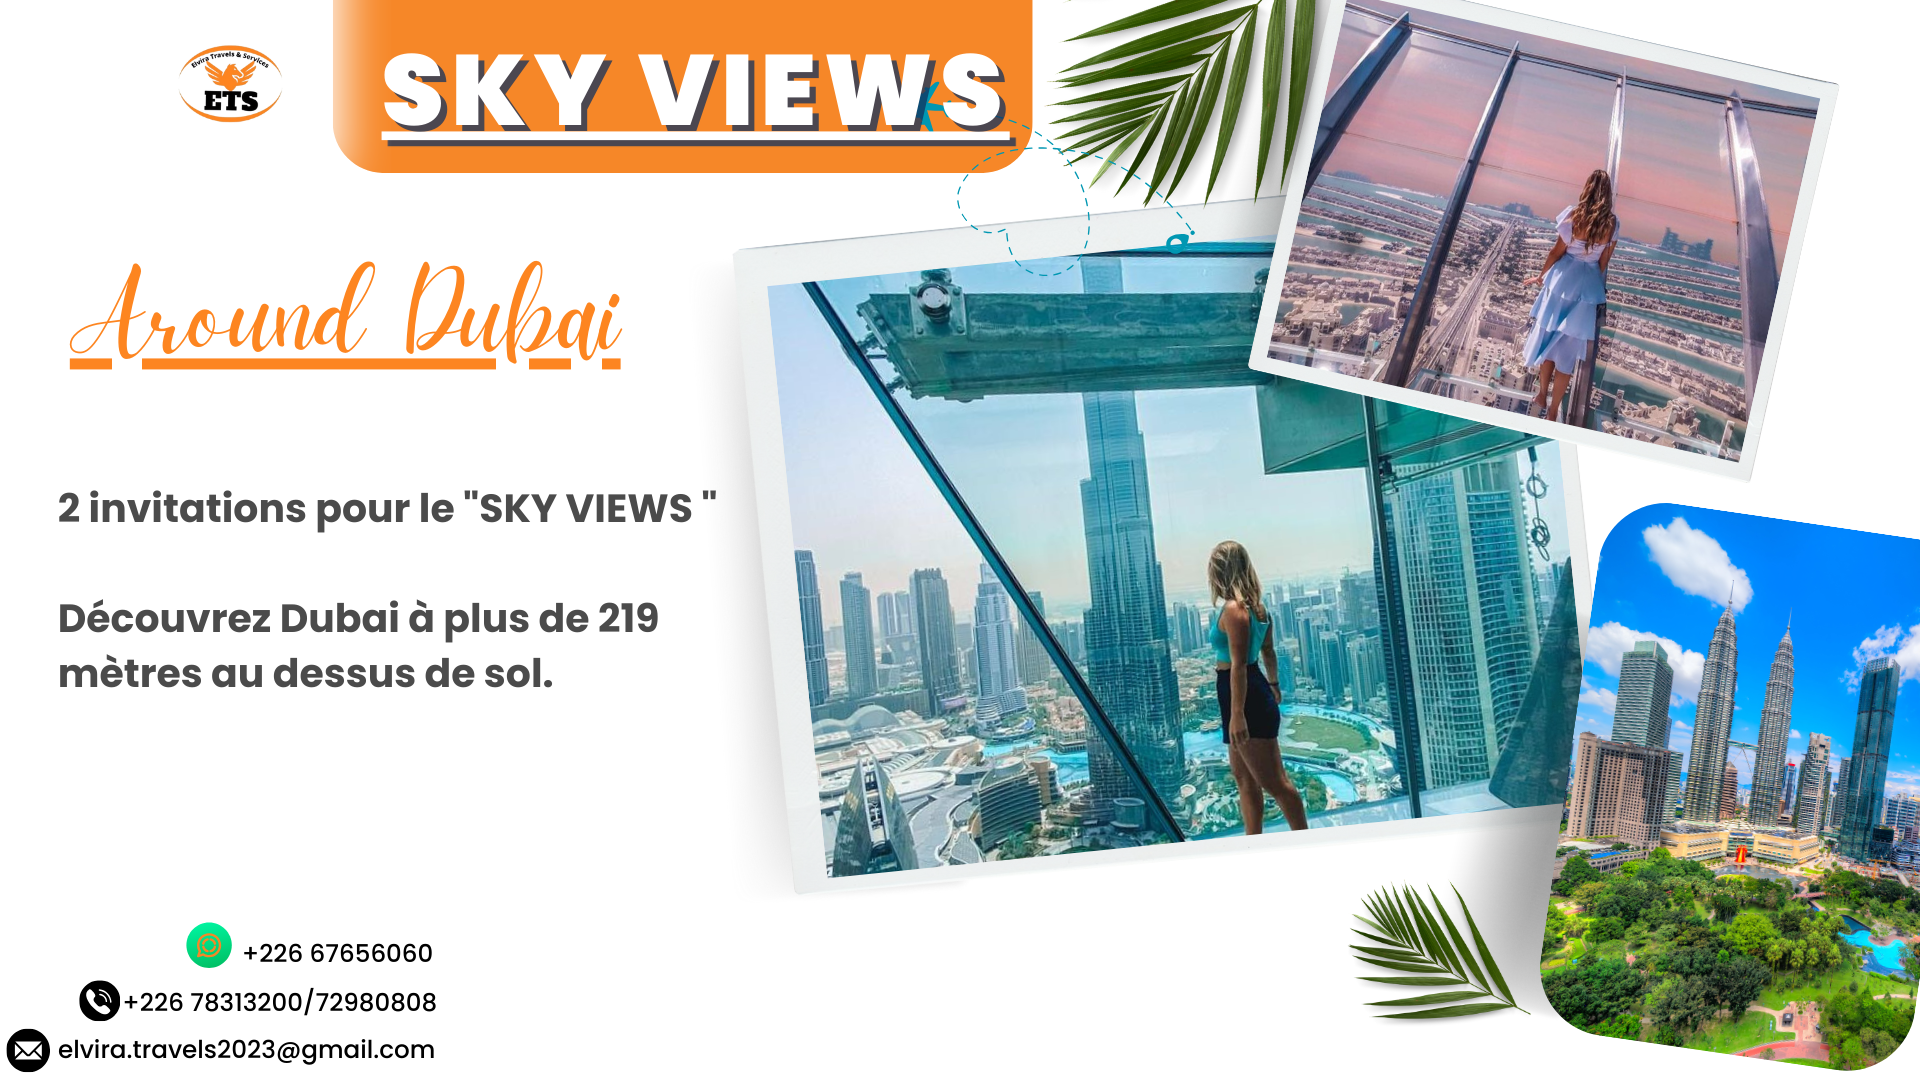 Elvira Travels & Services
ETS
SKY VIEWS
Around Dubai
2 invitations pour le "SKY VIEWS "
Découvrez Dubai à plus de 219
mètres au dessus de sol.
+226 67656060
+226 78313200/72980808
elvira.travels2023@gmail.com